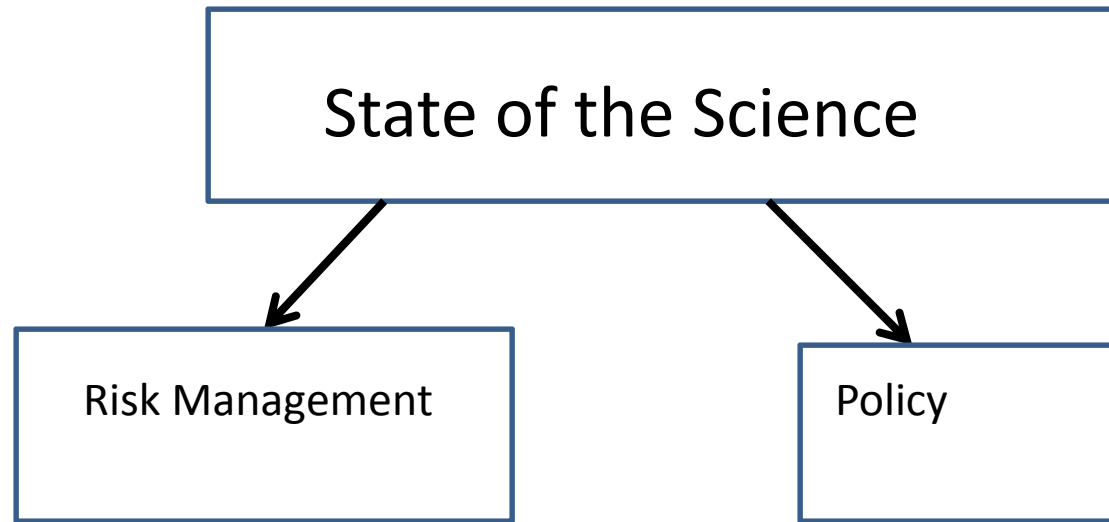 State of the Science
Risk Management
Policy